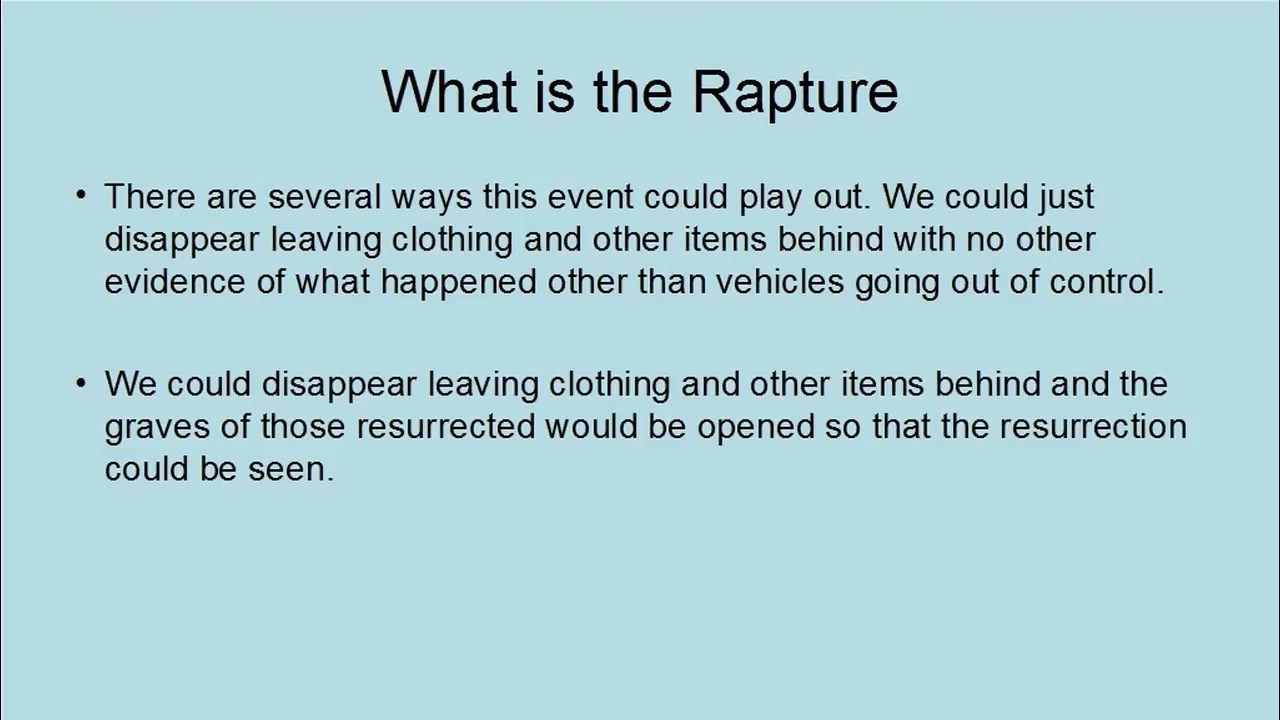 What is the Rapture
• There are several ways this event could play out. We could just
disappear leaving clothing and other items behind with no other
evidence of what happened other than vehicles going out of control.
• We could disappear leaving clothing and other items behind and the
graves of those resurrected would be opened so that the resurrection
could be seen.